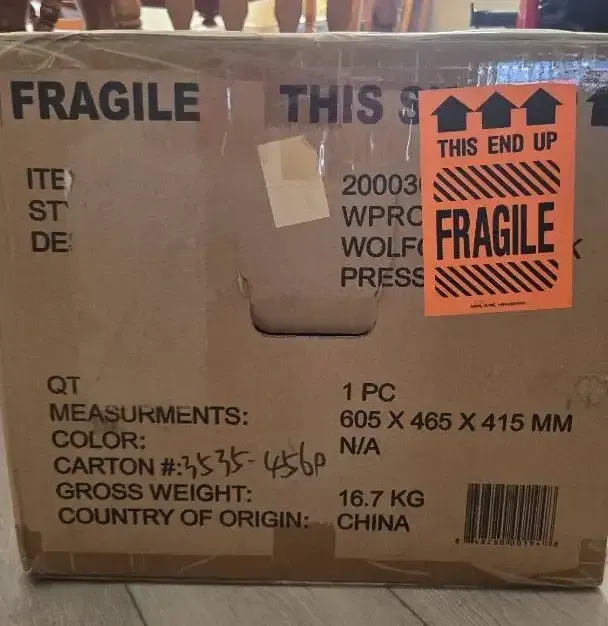 FRAGILE THIS
THIS END UP
FRAGILE
ITE 20003
ST WPRO
DE WOLF
PRESS
QT 1 PC
MEASURMENTS: 605 X 465 X 415 MM
COLOR: N/A
CARTON #:3535-456P
GROSS WEIGHT: 16.7 KG
COUNTRY OF ORIGIN: CHINA